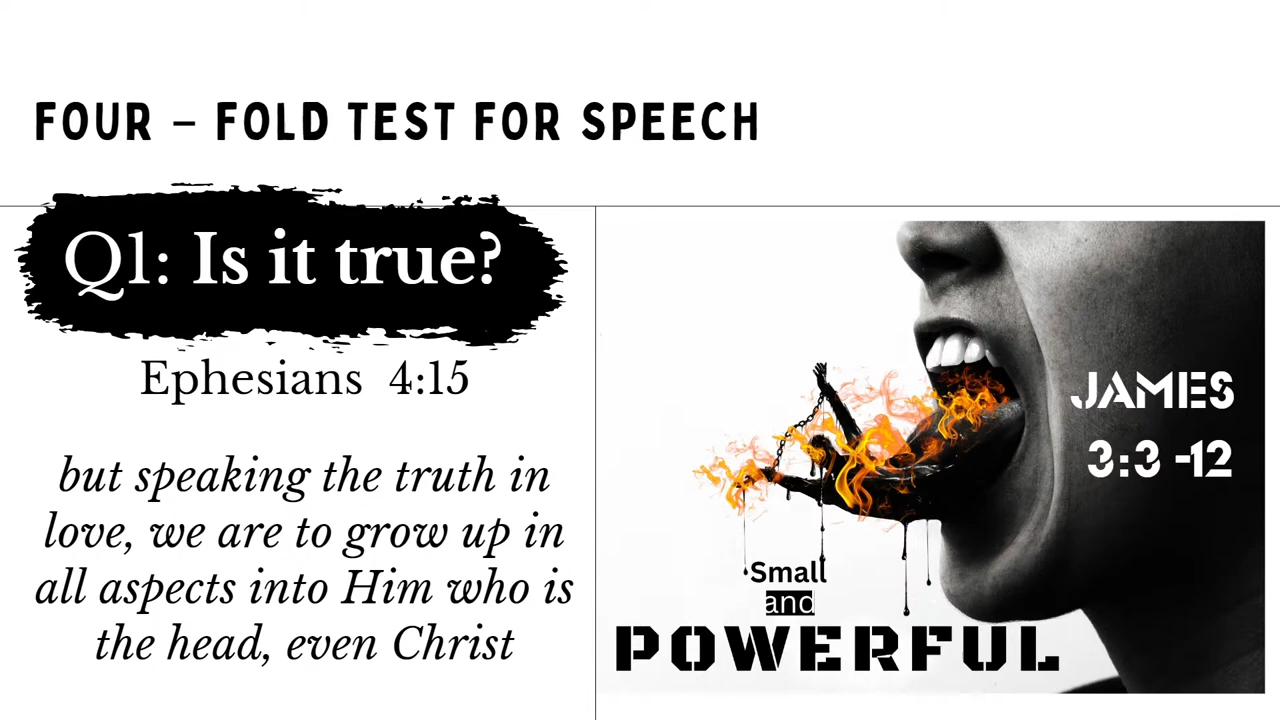 FOUR – FOLD TEST FOR SPEECH
Q1: Is it true?
Ephesians 4:15
but speaking the truth in
love, we are to grow up in
all aspects into Him who is
the head, even Christ
JAMES
3:3 -12
Small
and
POWERFUL